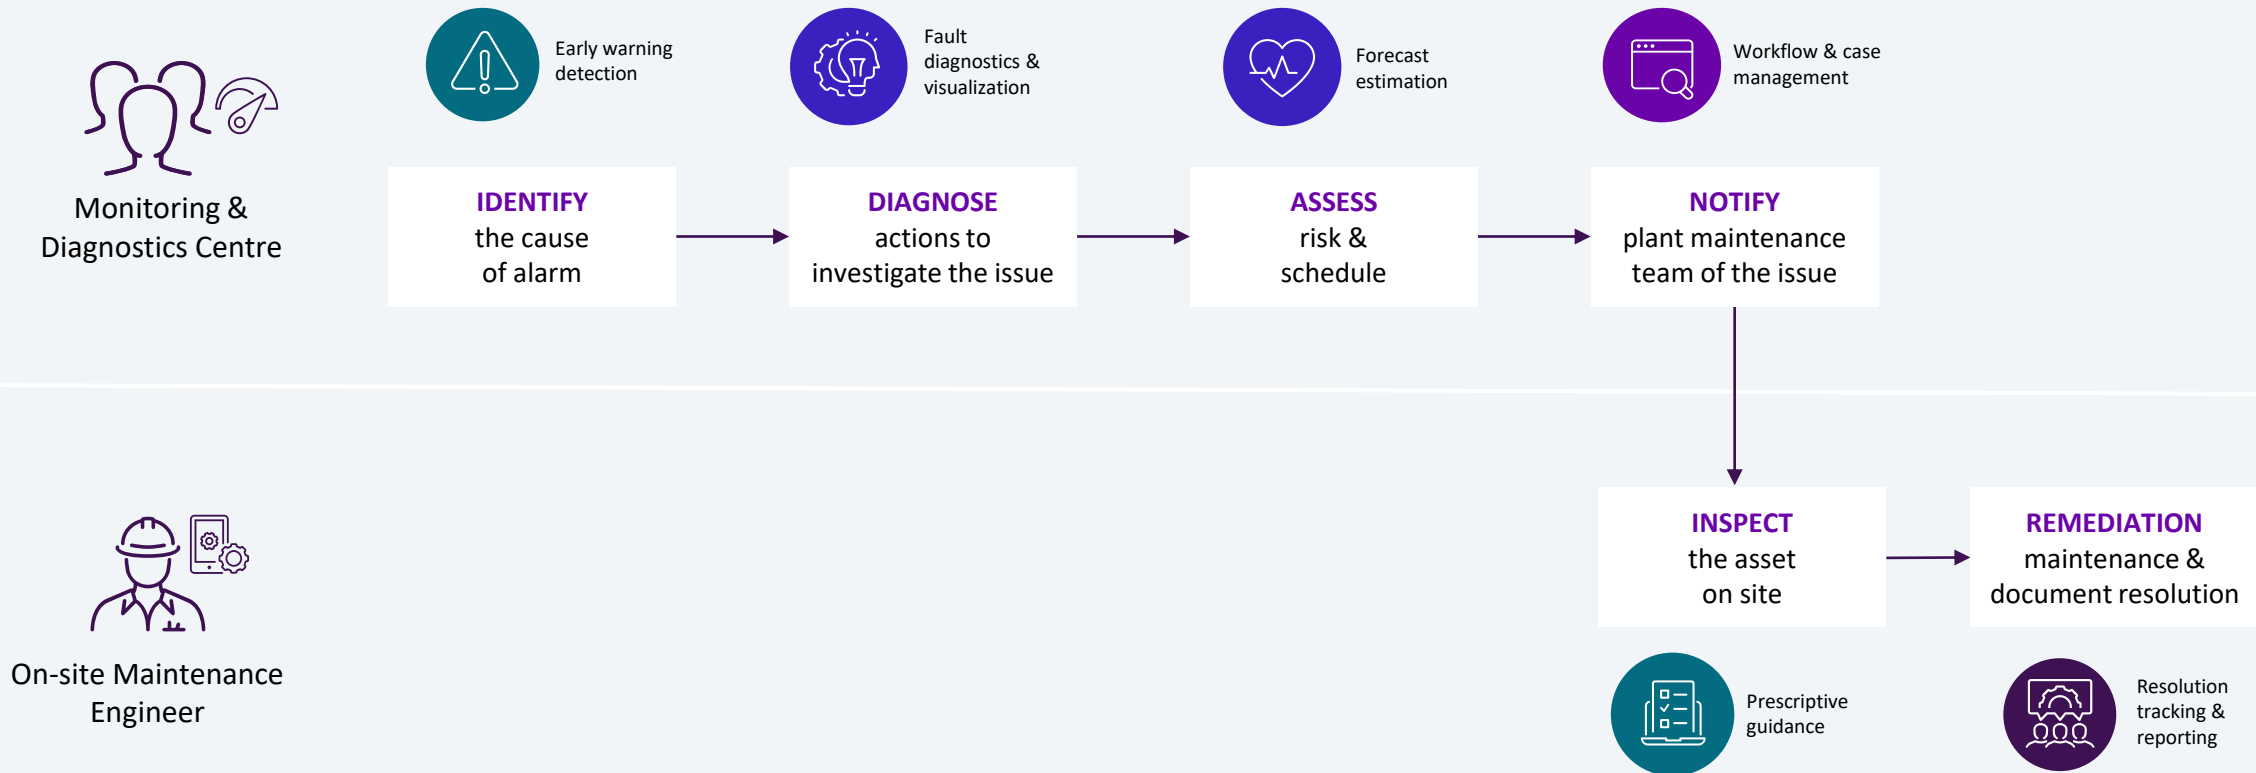 Early warning
detection
Fault
diagnostics &
visualization
Forecast
estimation
Workflow & case
management
Monitoring &
Diagnostics Centre
IDENTIFY
the cause
of alarm
DIAGNOSE
actions to
investigate the issue
ASSESS
risk &
schedule
NOTIFY
plant maintenance
team of the issue
On-site Maintenance
Engineer
INSPECT
the asset
on site
REMEDIATION
maintenance &
document resolution
Prescriptive
guidance
Resolution
tracking &
reporting